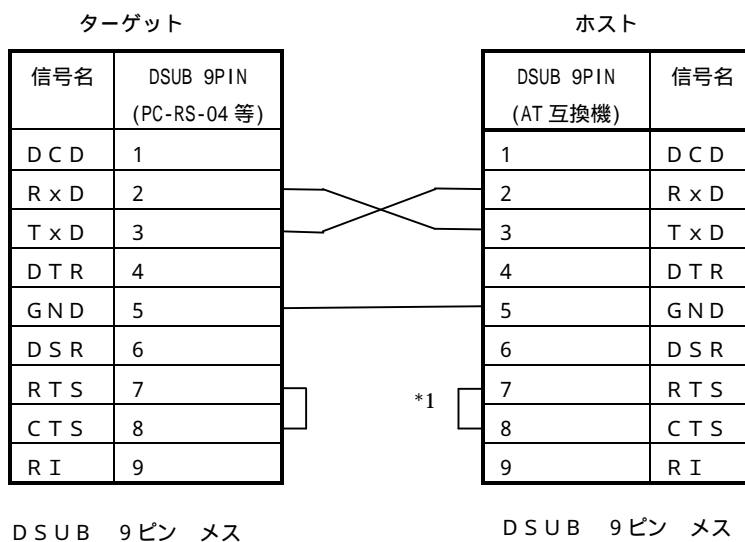 ターゲット ホスト
信号名 DSUB 9PIN DSUB 9PIN 信号名
(PC-RS-04 等) (AT 互換機)
ＤＣＤ 1 1 ＤＣＤ
ＲｘＤ 2 2 ＲｘＤ
ＴｘＤ 3 3 ＴｘＤ
ＤＴＲ 4 4 ＤＴＲ
ＧＮＤ 5 5 ＧＮＤ
ＤＳＲ 6 6 ＤＳＲ
ＲＴＳ 7 *1 7 ＲＴＳ
ＣＴＳ 8 8 ＣＴＳ
ＲＩ 9 9 ＲＩ
ＤＳＵＢ　9ピン　メス ＤＳＵＢ　9ピン　メス